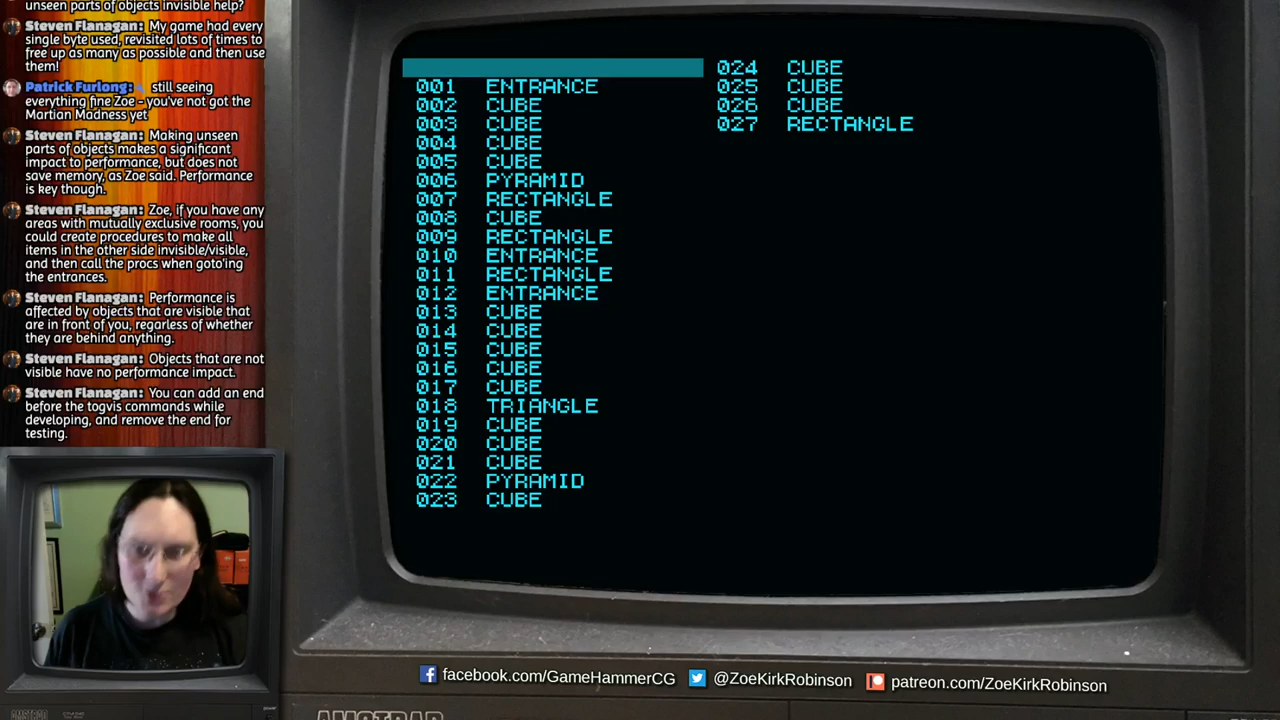 unseen parts of objects invisible help?
Steven Flanagan: My game had every
single byte used, revisited lots of times to
free up as many as possible and then use
them!
Patrick Furlong: still seeing
everything fine Zoe - you've not got the
Martian Madness yet
Steven Flanagan: Making unseen
parts of objects makes a significant
impact to performance, but does not
save memory, as Zoe said. Performance
is key though.
Steven Flanagan: Zoe, if you have any
areas with mutually exclusive rooms, you
could create procedures to make all
items in the other side invisible/visible,
and then call the procs when goto'ing
the entrances.
Steven Flanagan: Performance is
affected by objects that are visible that
are in front of you, regarless of whether
they are behind anything.
Steven Flanagan: Objects that are not
visible have no performance impact.
Steven Flanagan: You can add an end
before the togvis commands while
developing, and remove the end for
testing.
001 ENTRANCE
002 CUBE
003 CUBE
004 CUBE
005 CUBE
006 PYRAMID
007 RECTANGLE
008 CUBE
009 RECTANGLE
010 ENTRANCE
011 RECTANGLE
012 ENTRANCE
013 CUBE
014 CUBE
015 CUBE
016 CUBE
017 CUBE
018 TRIANGLE
019 CUBE
020 CUBE
021 CUBE
022 PYRAMID
023 CUBE
024 CUBE
025 CUBE
026 CUBE
027 RECTANGLE
facebook.com/GameHammerCG
@ZoeKirkRobinson
patreon.com/ZoeKirkRobinson
AMSTRAD